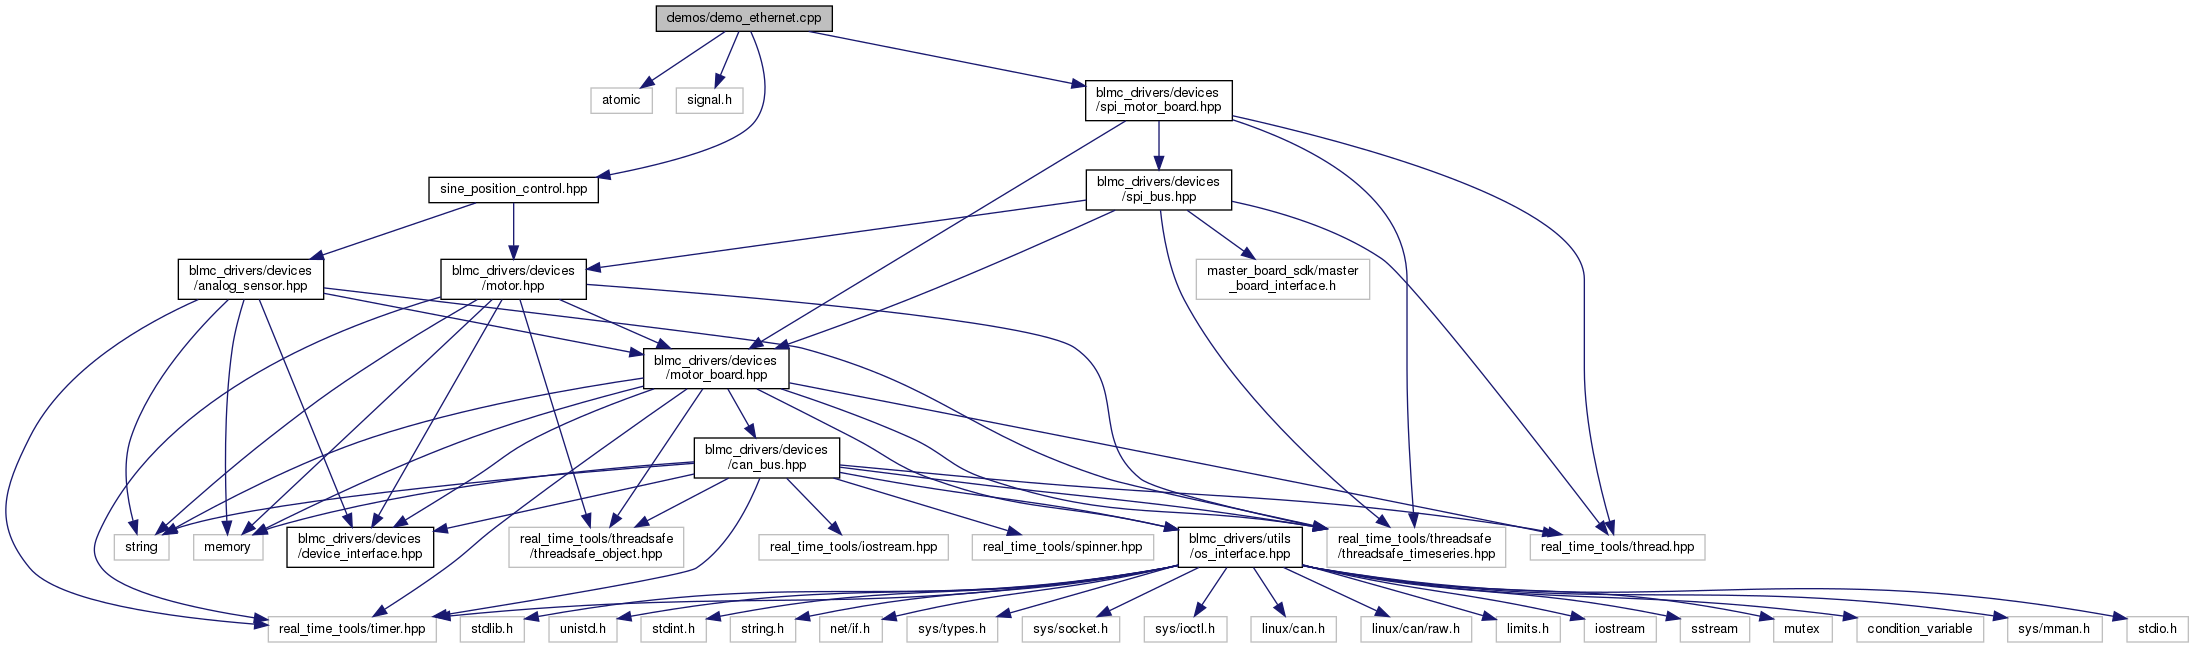 demos/demo_ethernet.cpp
atomic
signal.h
blmc_drivers/devices
/spi_motor_board.hpp
sine_position_control.hpp
blmc_drivers/devices
/spi_bus.hpp
blmc_drivers/devices
/analog_sensor.hpp
blmc_drivers/devices
/motor.hpp
master_board_sdk/master
_board_interface.h
blmc_drivers/devices
/motor_board.hpp
blmc_drivers/devices
/can_bus.hpp
string
memory
blmc_drivers/devices
/device_interface.hpp
real_time_tools/threadsafe
/threadsafe_object.hpp
real_time_tools/iostream.hpp
real_time_tools/spinner.hpp
blmc_drivers/utils
/os_interface.hpp
real_time_tools/threadsafe
/threadsafe_timeseries.hpp
real_time_tools/thread.hpp
real_time_tools/timer.hpp
stdlib.h
unistd.h
stdint.h
string.h
net/if.h
sys/types.h
sys/socket.h
sys/ioctl.h
linux/can.h
linux/can/raw.h
limits.h
iostream
sstream
mutex
condition_variable
sys/mman.h
stdio.h